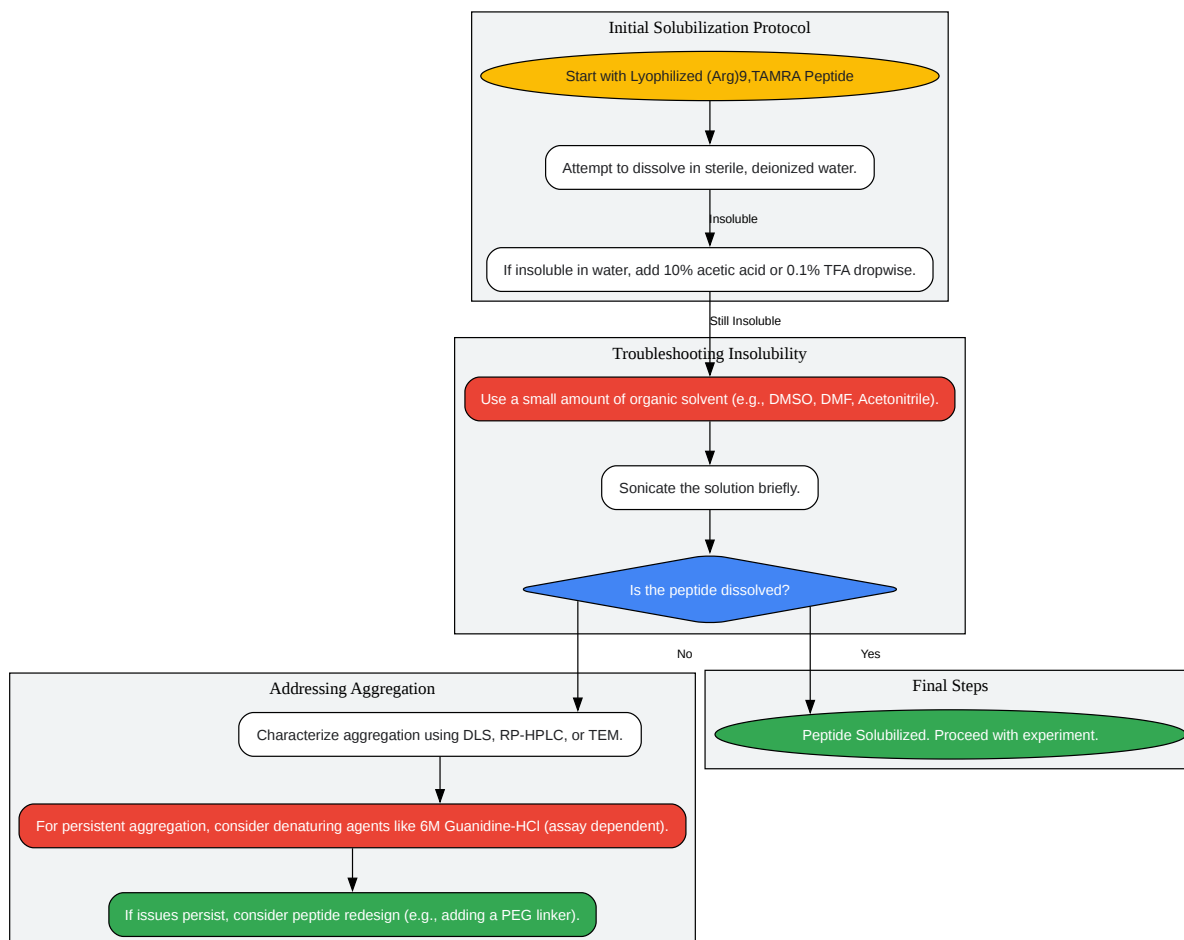 Initial Solubilization Protocol
Start with Lyophilized (Arg)9,TAMRA Peptide
Attempt to dissolve in sterile, deionized water.
Insoluble
If insoluble in water, add 10% acetic acid or 0.1% TFA dropwise.
Still Insoluble
Troubleshooting Insolubility
Use a small amount of organic solvent (e.g., DMSO, DMF, Acetonitrile).
Sonicate the solution briefly.
Is the peptide dissolved?
No
Yes
Addressing Aggregation
Characterize aggregation using DLS, RP-HPLC, or TEM.
For persistent aggregation, consider denaturing agents like 6M Guanidine-HCl (assay dependent).
If issues persist, consider peptide redesign (e.g., adding a PEG linker).
Final Steps
Peptide Solubilized. Proceed with experiment.